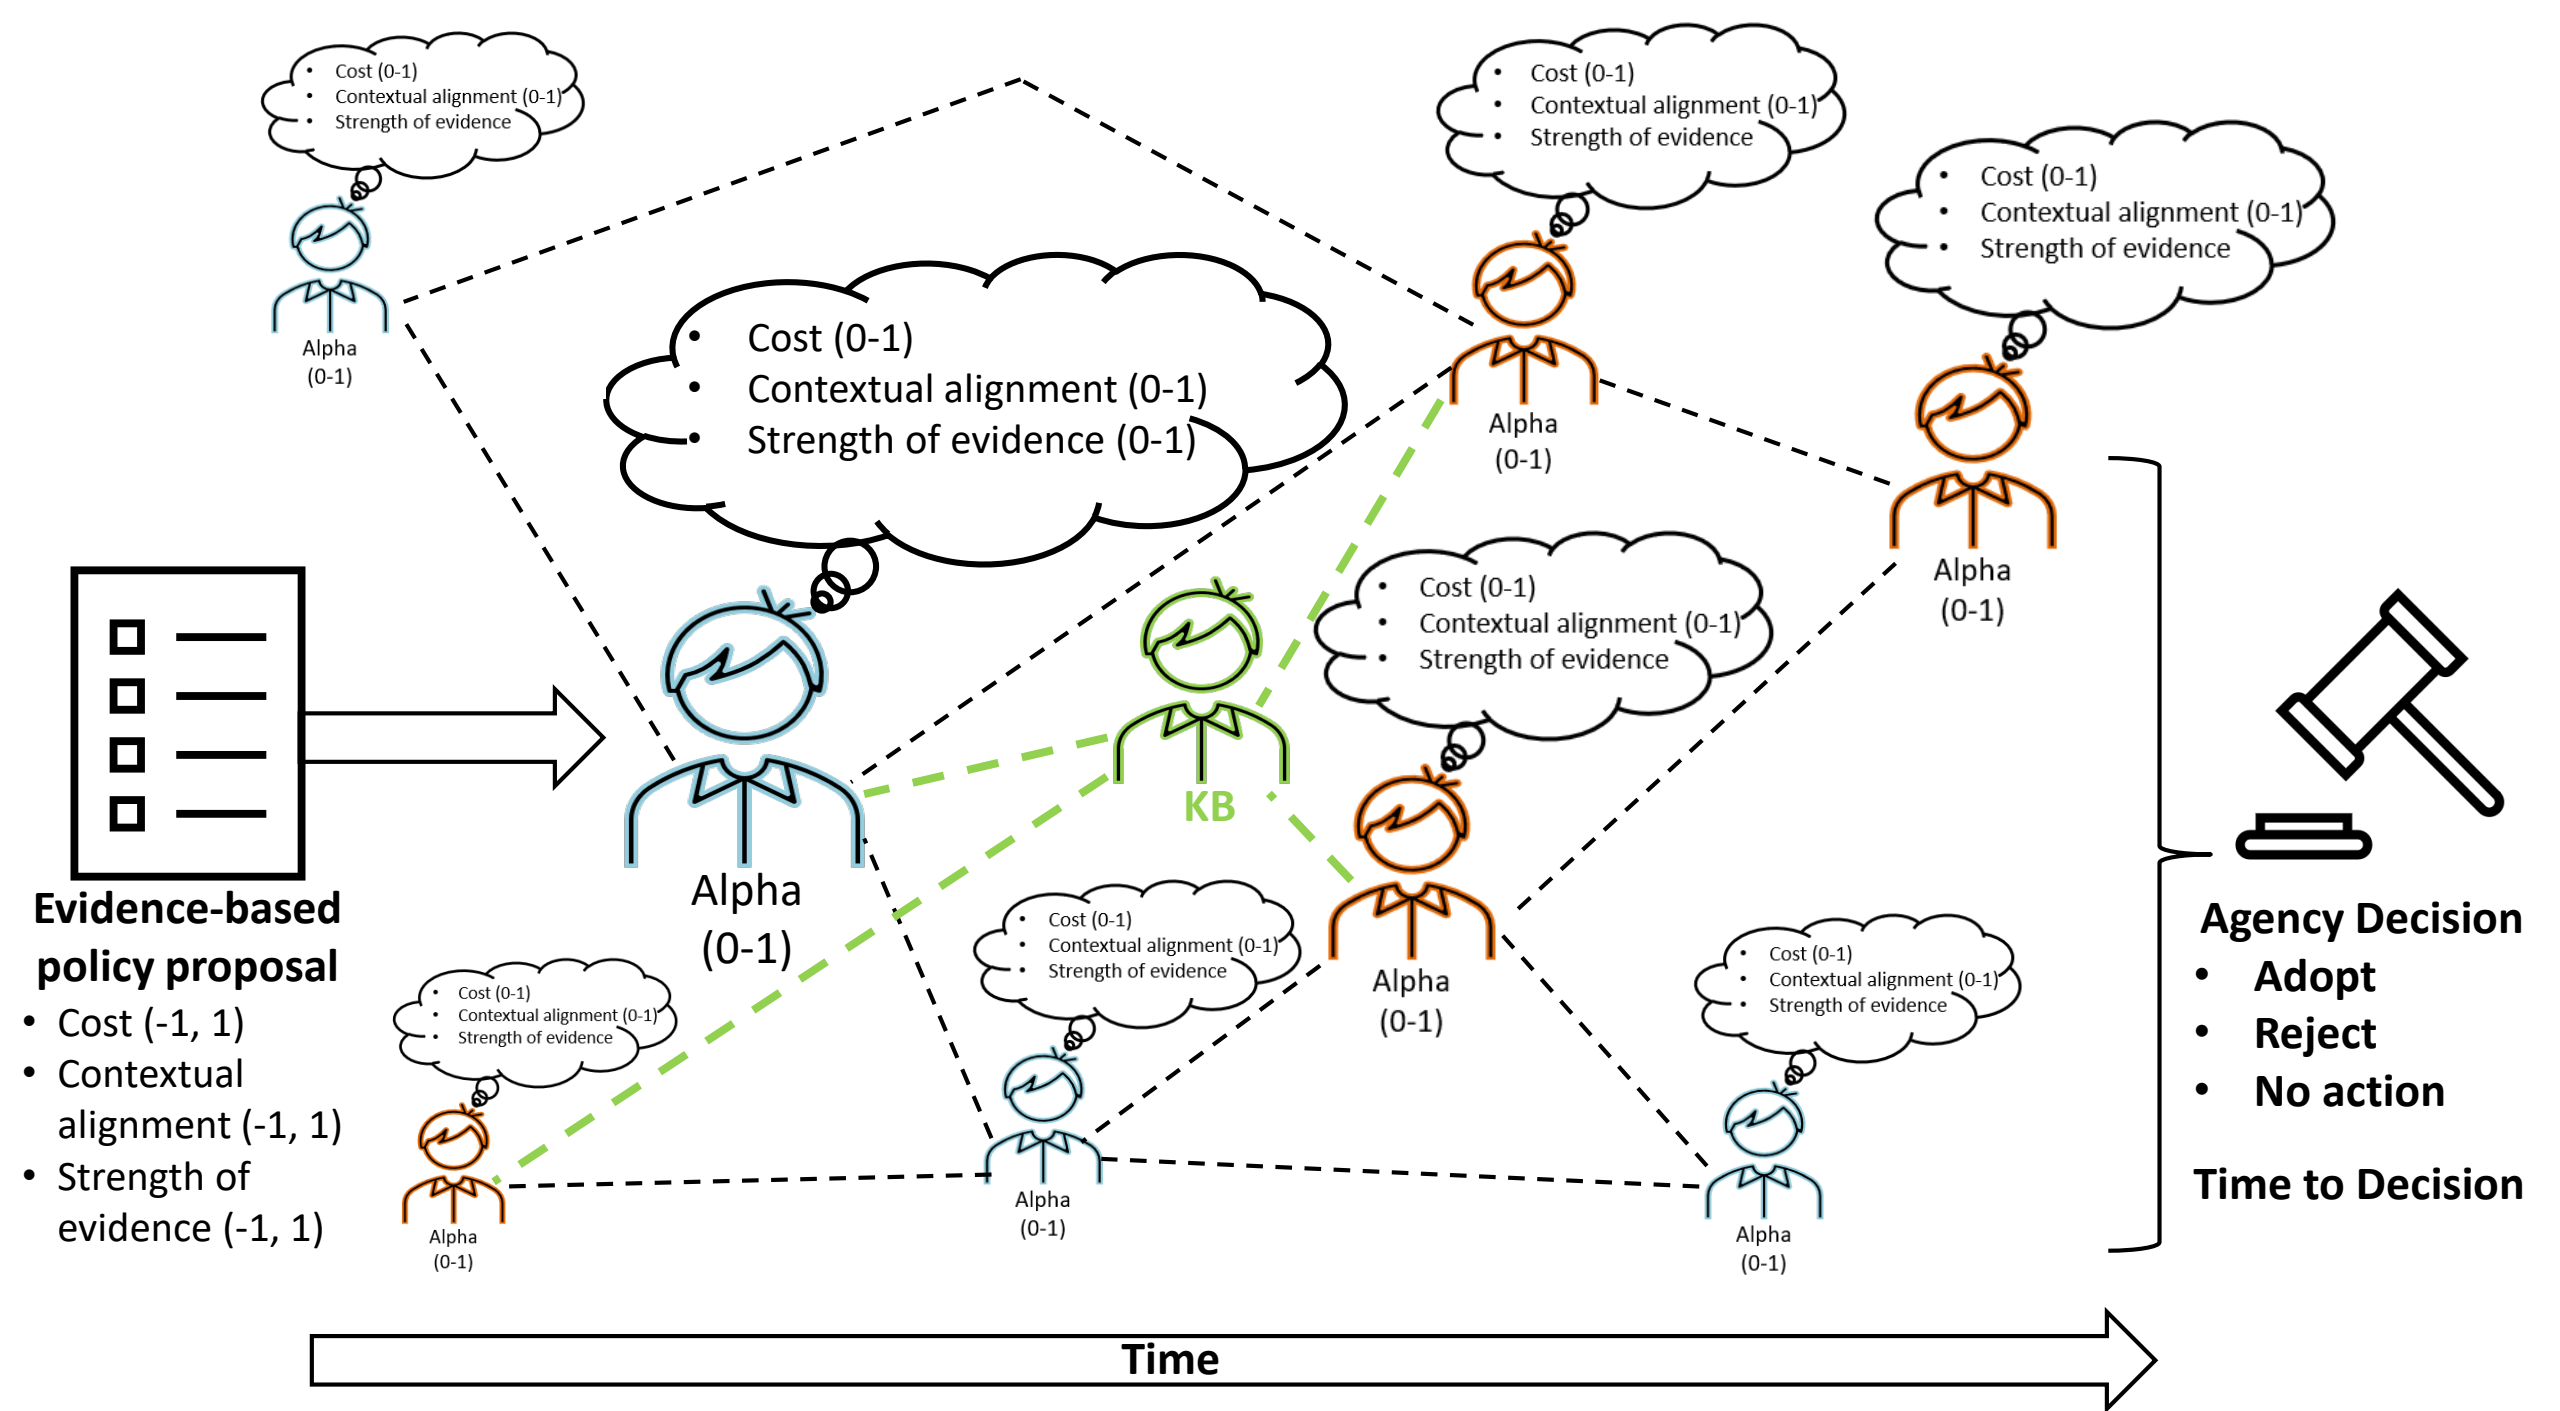 • Cost (0-1)
• Contextual alignment (0-1)
• Strength of evidence
Alpha
(0-1)
• Cost (0-1)
• Contextual alignment (0-1)
• Strength of evidence
Alpha
(0-1)
• Cost (0-1)
• Contextual alignment (0-1)
• Strength of evidence
Alpha
(0-1)
• Cost (0-1)
• Contextual alignment (0-1)
• Strength of evidence (0-1)
Alpha
(0-1)
KB
• Cost (0-1)
• Contextual alignment (0-1)
• Strength of evidence
Alpha
(0-1)
Evidence-based
policy proposal
• Cost (-1, 1)
• Contextual
alignment (-1, 1)
• Strength of
evidence (-1, 1)
• Cost (0-1)
• Contextual alignment (0-1)
• Strength of evidence
Alpha
(0-1)
• Cost (0-1)
• Contextual alignment (0-1)
• Strength of evidence
Alpha
(0-1)
• Cost (0-1)
• Contextual alignment (0-1)
• Strength of evidence
Alpha
(0-1)
Agency Decision
• Adopt
• Reject
• No action
Time to Decision
Time